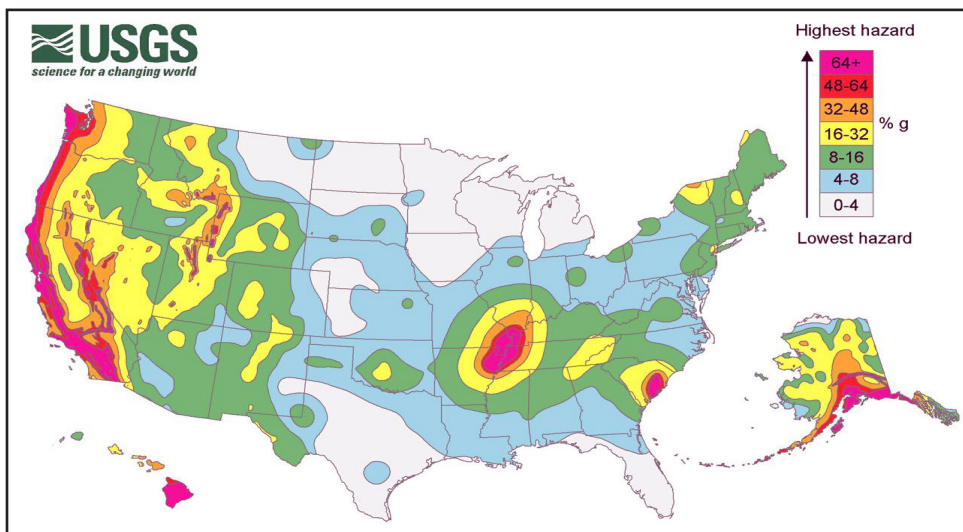 USGS
science for a changing world
Highest hazard
64+
48-64
32-48
16-32
8-16
4-8
0-4
% g
Lowest hazard